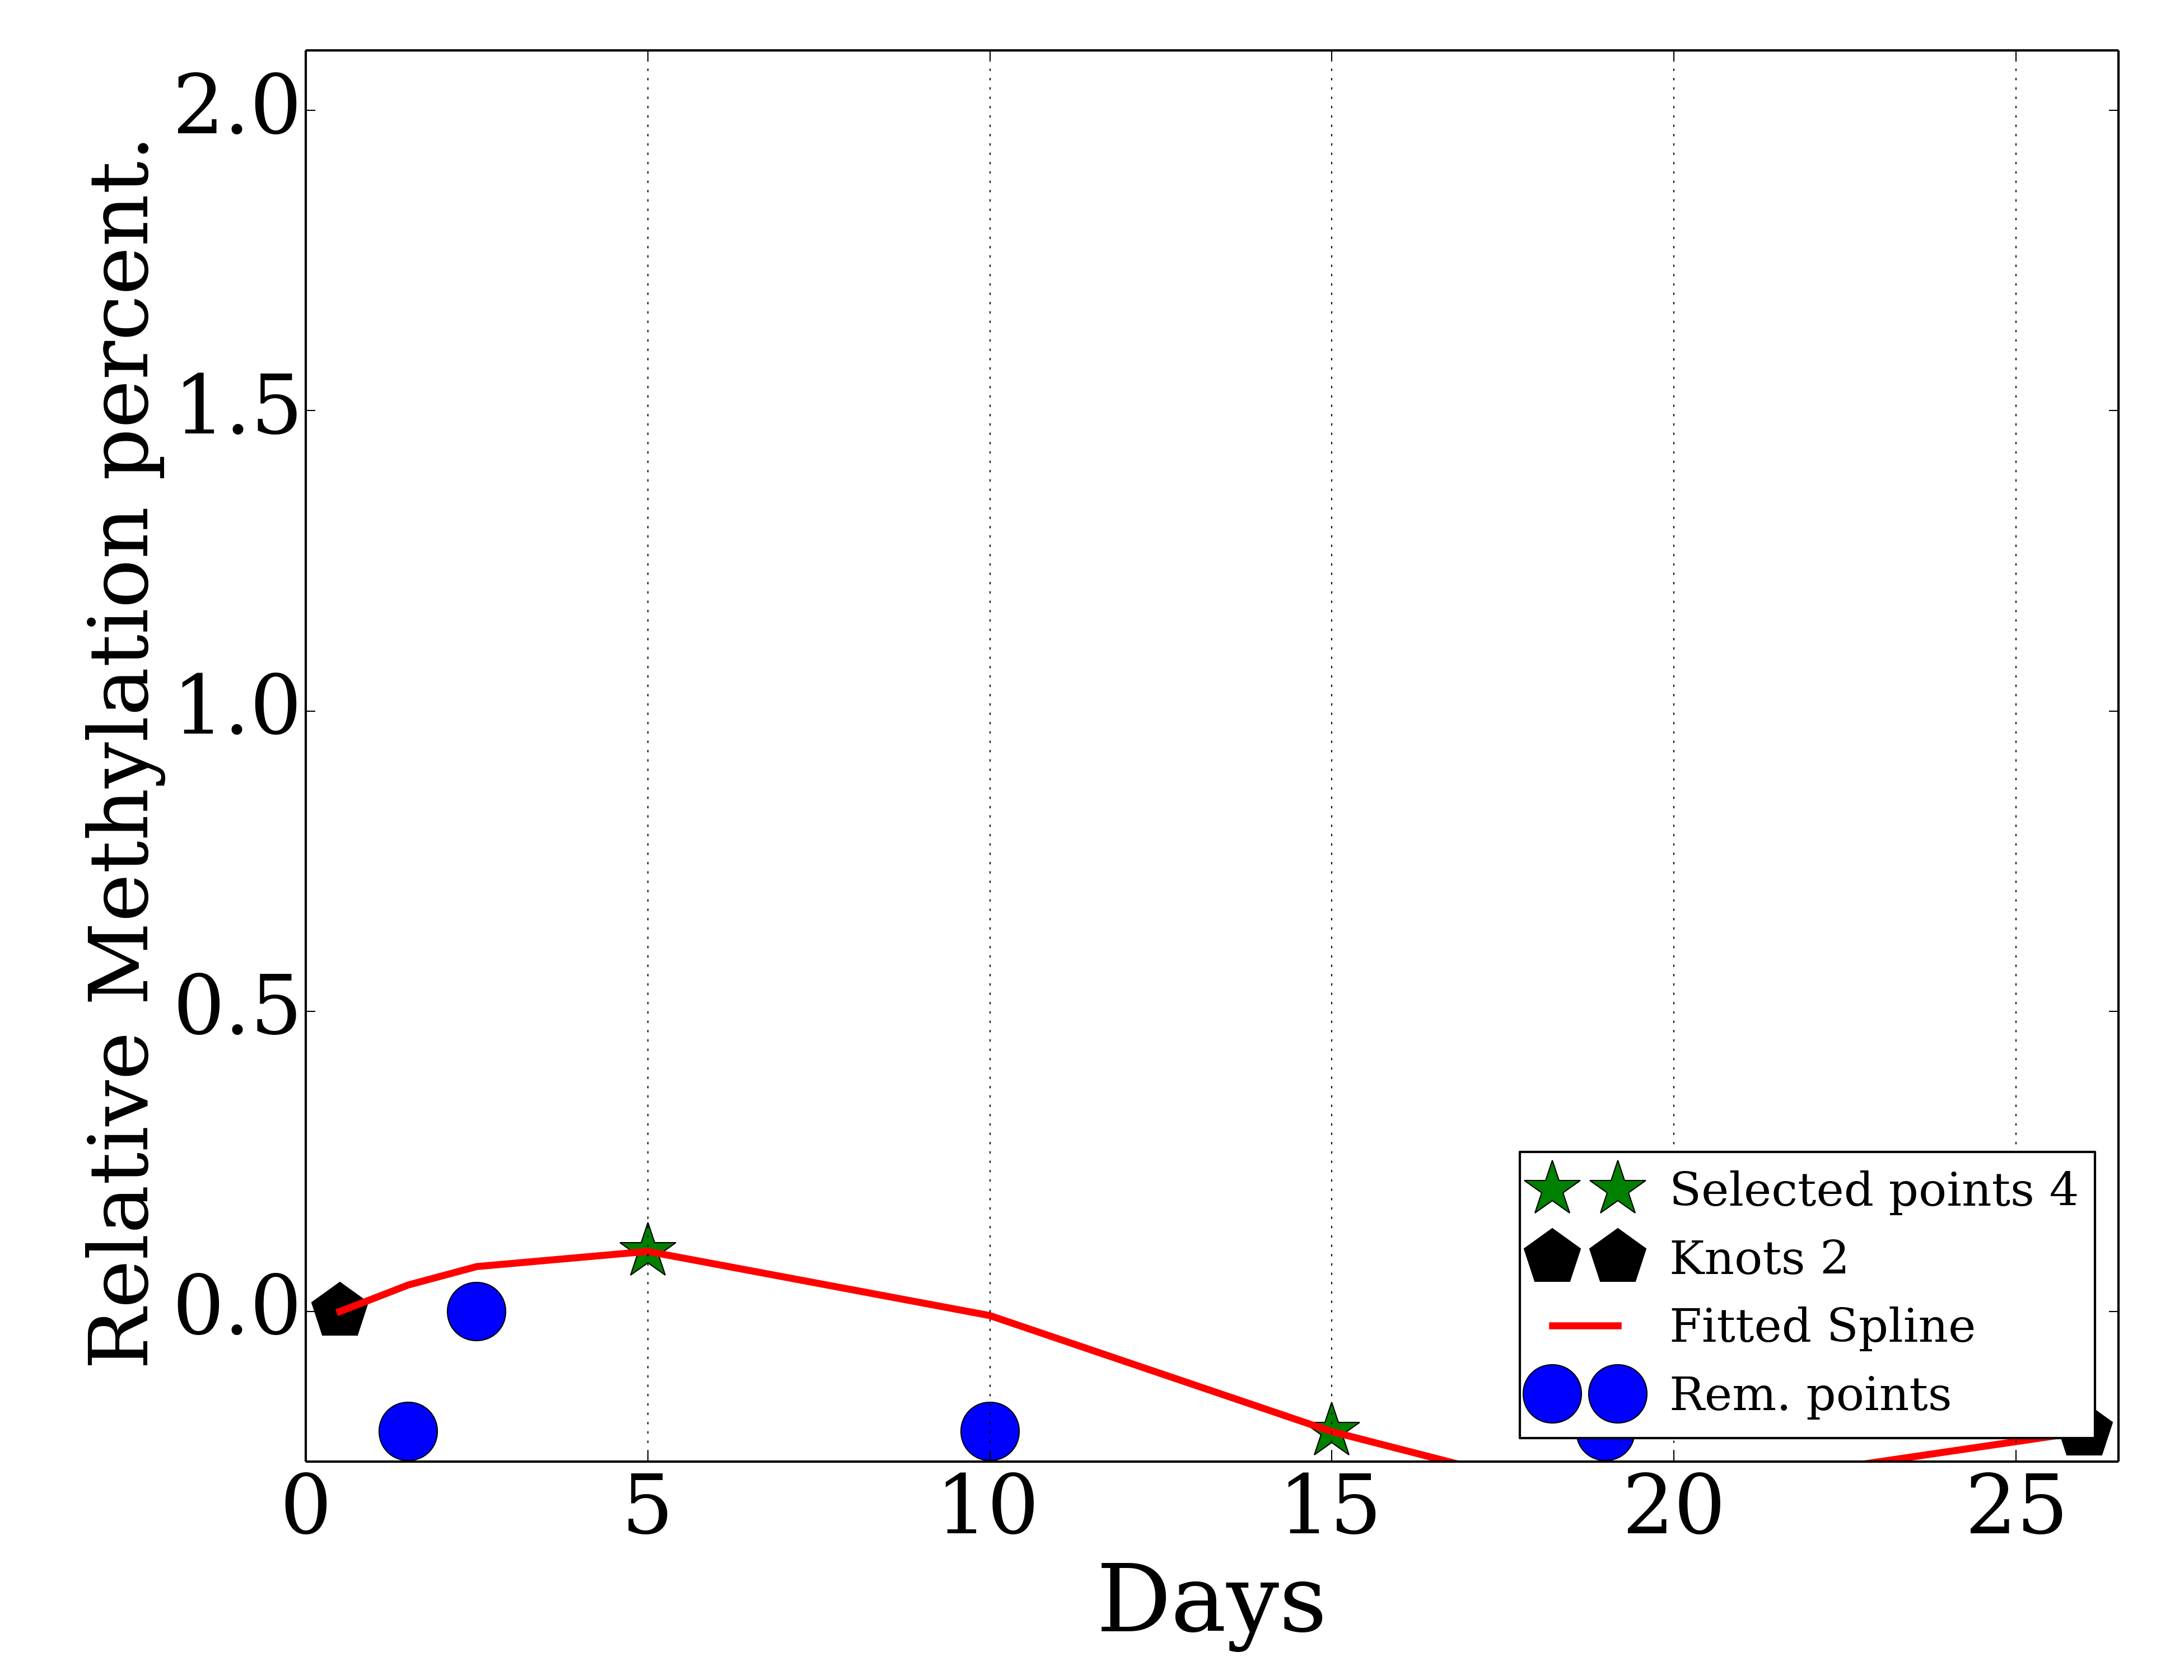 Relative Methylation percent.
2.0
1.5
1.0
0.5
0.0
0 5 10 15 20 25
Days
Selected points 4
Knots 2
Fitted Spline
Rem. points